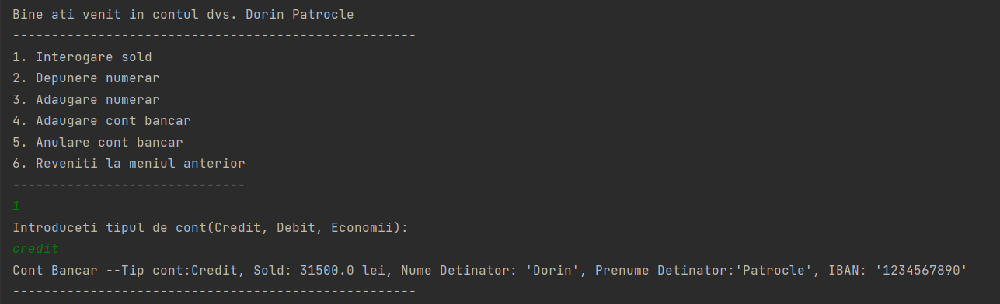 Bine ati venit in contul dvs. Dorin Patrocle
----------------------------------------------------
1. Interogare sold
2. Depunere numerar
3. Adaugare numerar
4. Adaugare cont bancar
5. Anulare cont bancar
6. Reveniti la meniul anterior
------------------------------
1
Introduceti tipul de cont(Credit, Debit, Economii):
credit
Cont Bancar --Tip cont:Credit, Sold: 31500.0 lei, Nume Detinator: 'Dorin', Prenume Detinator:'Patrocle', IBAN: '1234567890'
----------------------------------------------------